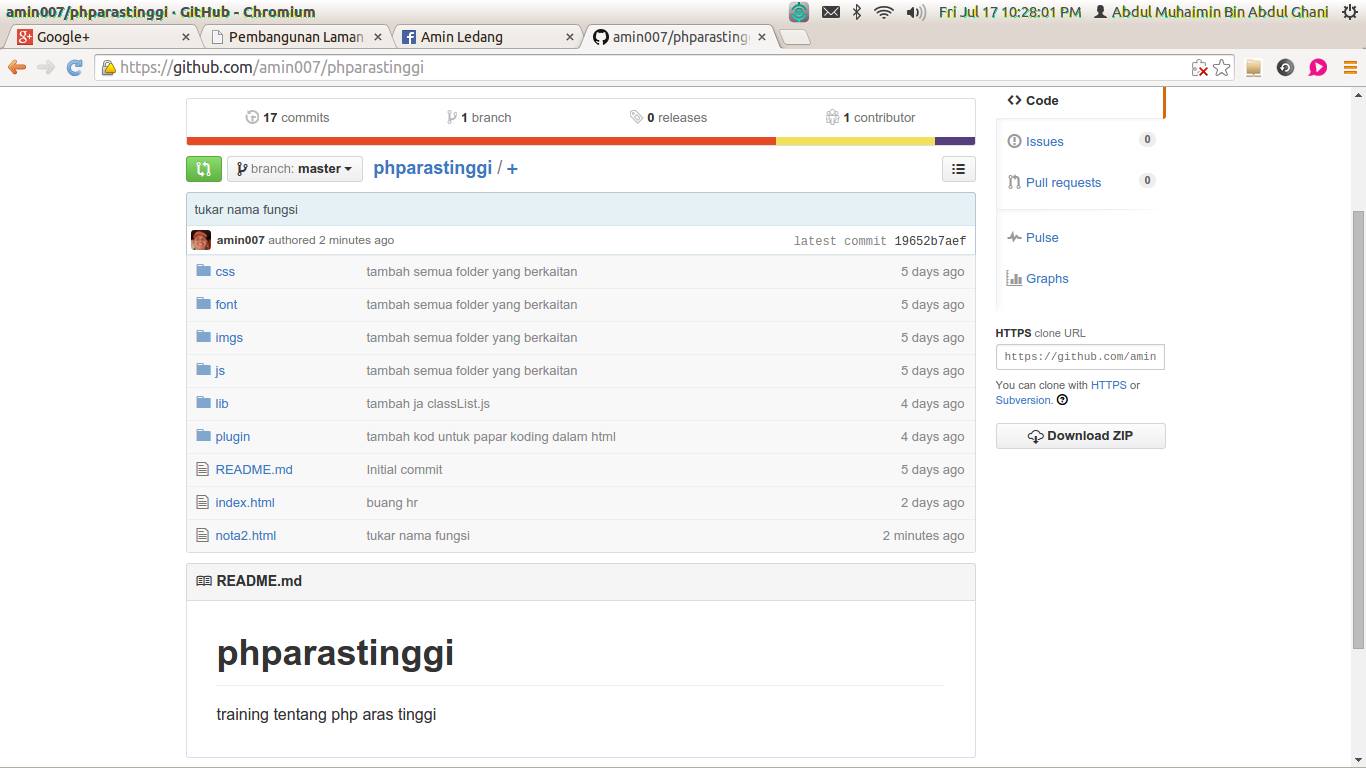 amin007/phparastinggi · GitHub - Chromium
Fri Jul 17 10:28:01 PM Abdul Muhaimin Bin Abdul Ghani
Google+ × Pembangunan Laman × Amin Ledang × amin007/phparasting ×
https://github.com/amin007/phparastinggi
17 commits 1 branch 0 releases 1 contributor
branch: master phparastinggi / +
tukar nama fungsi
amin007 authored 2 minutes ago latest commit 19652b7aef
css tambah semua folder yang berkaitan 5 days ago
font tambah semua folder yang berkaitan 5 days ago
imgs tambah semua folder yang berkaitan 5 days ago
js tambah semua folder yang berkaitan 5 days ago
lib tambah ja classList.js 4 days ago
plugin tambah kod untuk papar koding dalam html 4 days ago
README.md Initial commit 5 days ago
index.html buang hr 2 days ago
nota2.html tukar nama fungsi 2 minutes ago
README.md
phparastinggi
training tentang php aras tinggi
Code
Issues 0
Pull requests 0
Pulse
Graphs
HTTPS clone URL
https://github.com/amin
You can clone with HTTPS or
Subversion.
Download ZIP